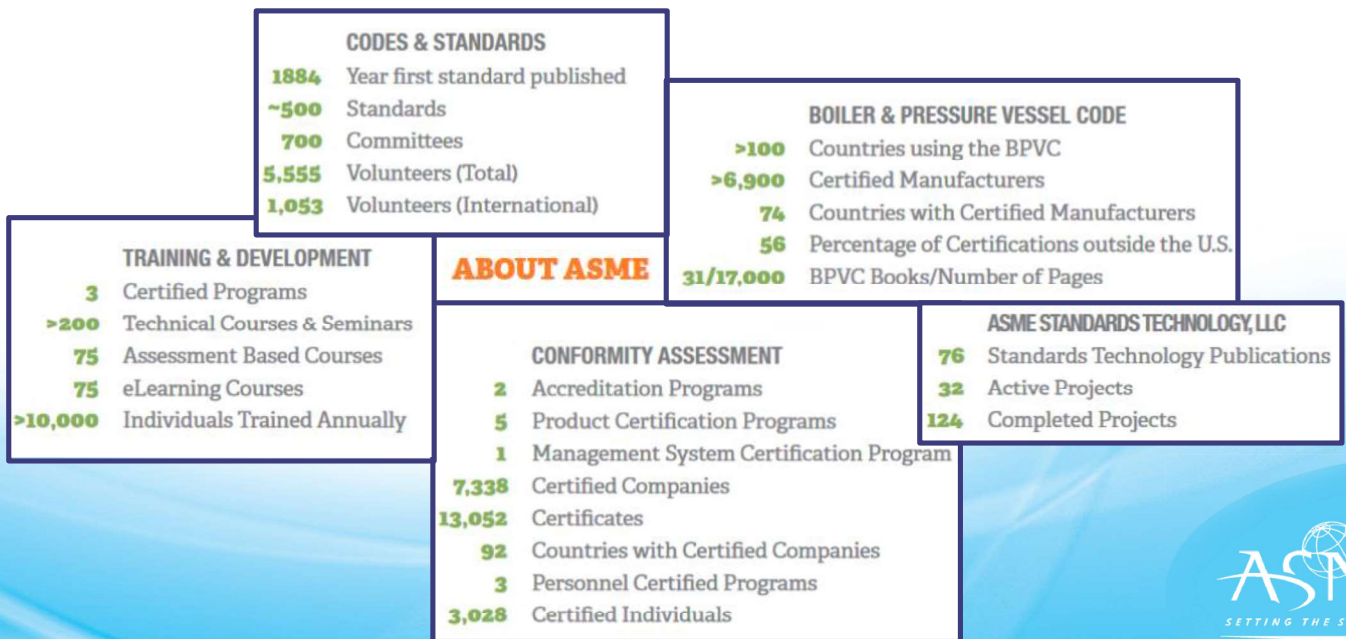 CODES & STANDARDS
1884 Year first standard published
~500 Standards
700 Committees
5,555 Volunteers (Total)
1,053 Volunteers (International)
BOILER & PRESSURE VESSEL CODE
>100 Countries using the BPVC
>6,900 Certified Manufacturers
74 Countries with Certified Manufacturers
56 Percentage of Certifications outside the U.S.
31/17,000 BPVC Books/Number of Pages
TRAINING & DEVELOPMENT
3 Certified Programs
>200 Technical Courses & Seminars
75 Assessment Based Courses
75 eLearning Courses
>10,000 Individuals Trained Annually
ABOUT ASME
CONFORMITY ASSESSMENT
2 Accreditation Programs
5 Product Certification Programs
1 Management System Certification Program
7,338 Certified Companies
13,052 Certificates
92 Countries with Certified Companies
3 Personnel Certified Programs
3,028 Certified Individuals
ASME STANDARDS TECHNOLOGY, LLC
76 Standards Technology Publications
32 Active Projects
124 Completed Projects
SETTING THE